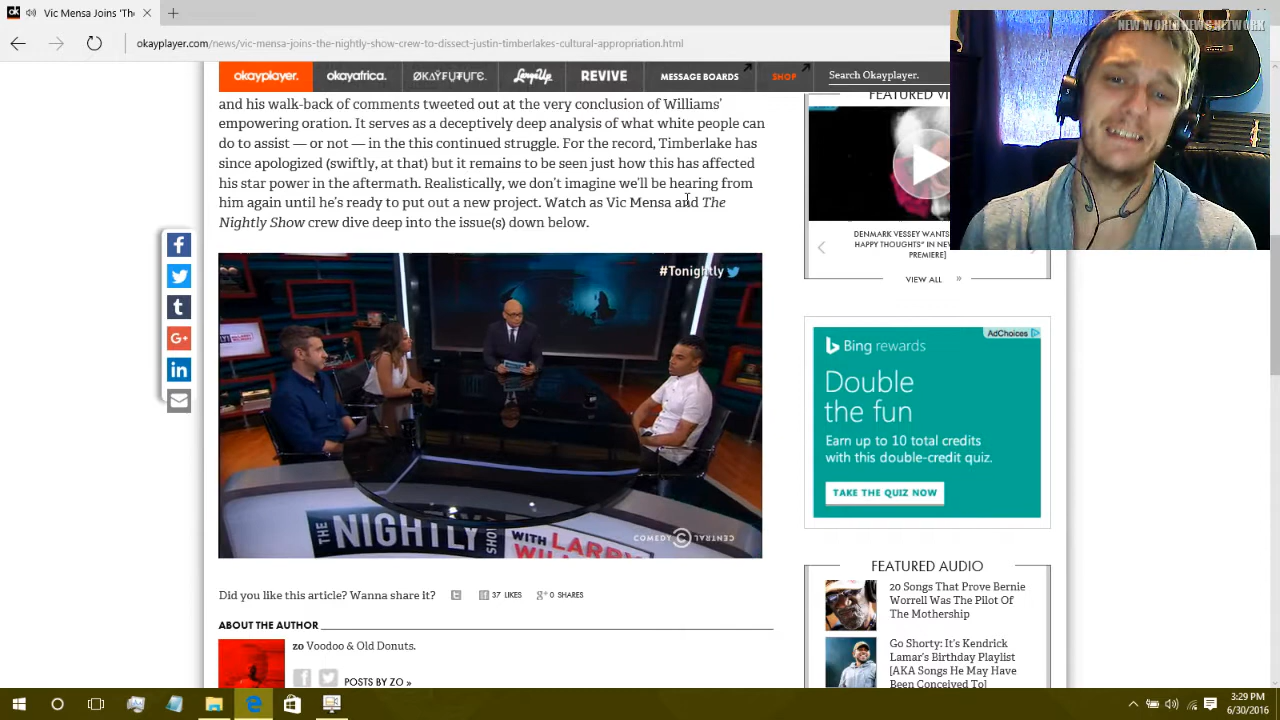 Vic Mensa Joins 'The
NEW WORLD NEWS NETWORK
okayplayer.com/news/vic-mensa-joins-the-nightly-show-crew-to-dissect-justin-timberlakes-cultural-appropriation.html
okayplayer. okayafrica. OKAYFUTURE. LargeUp REVIVE MESSAGE BOARDS SHOP Search Okayplayer.
and his walk-back of comments tweeted out at the very conclusion of Williams'
empowering oration. It serves as a deceptively deep analysis of what white people can
do to assist — or not — in the this continued struggle. For the record, Timberlake has
since apologized (swiftly, at that) but it remains to be seen just how this has affected
his star power in the aftermath. Realistically, we don't imagine we'll be hearing from
him again until he's ready to put out a new project. Watch as Vic Mensa and The
Nightly Show crew dive deep into the issue(s) down below.
#Tonightly
THE NIGHTLY SHOW
WITH LARRY
COMEDY CENTRAL
Did you like this article? Wanna share it? 37 LIKES 0 SHARES
ABOUT THE AUTHOR
zo Voodoo & Old Donuts.
POSTS BY ZO »
FEATURED VI
DENMARK VESSEY WANTS
HAPPY THOUGHTS" IN NEW
PREMIERE]
VIEW ALL »
AdChoices
Bing rewards
Double
the fun
Earn up to 10 total credits
with this double-credit quiz.
TAKE THE QUIZ NOW
FEATURED AUDIO
20 Songs That Prove Bernie
Worrell Was The Pilot Of
The Mothership
Go Shorty: It's Kendrick
Lamar's Birthday Playlist
[AKA Songs He May Have
Been Conceived To]
3:29 PM
6/30/2016